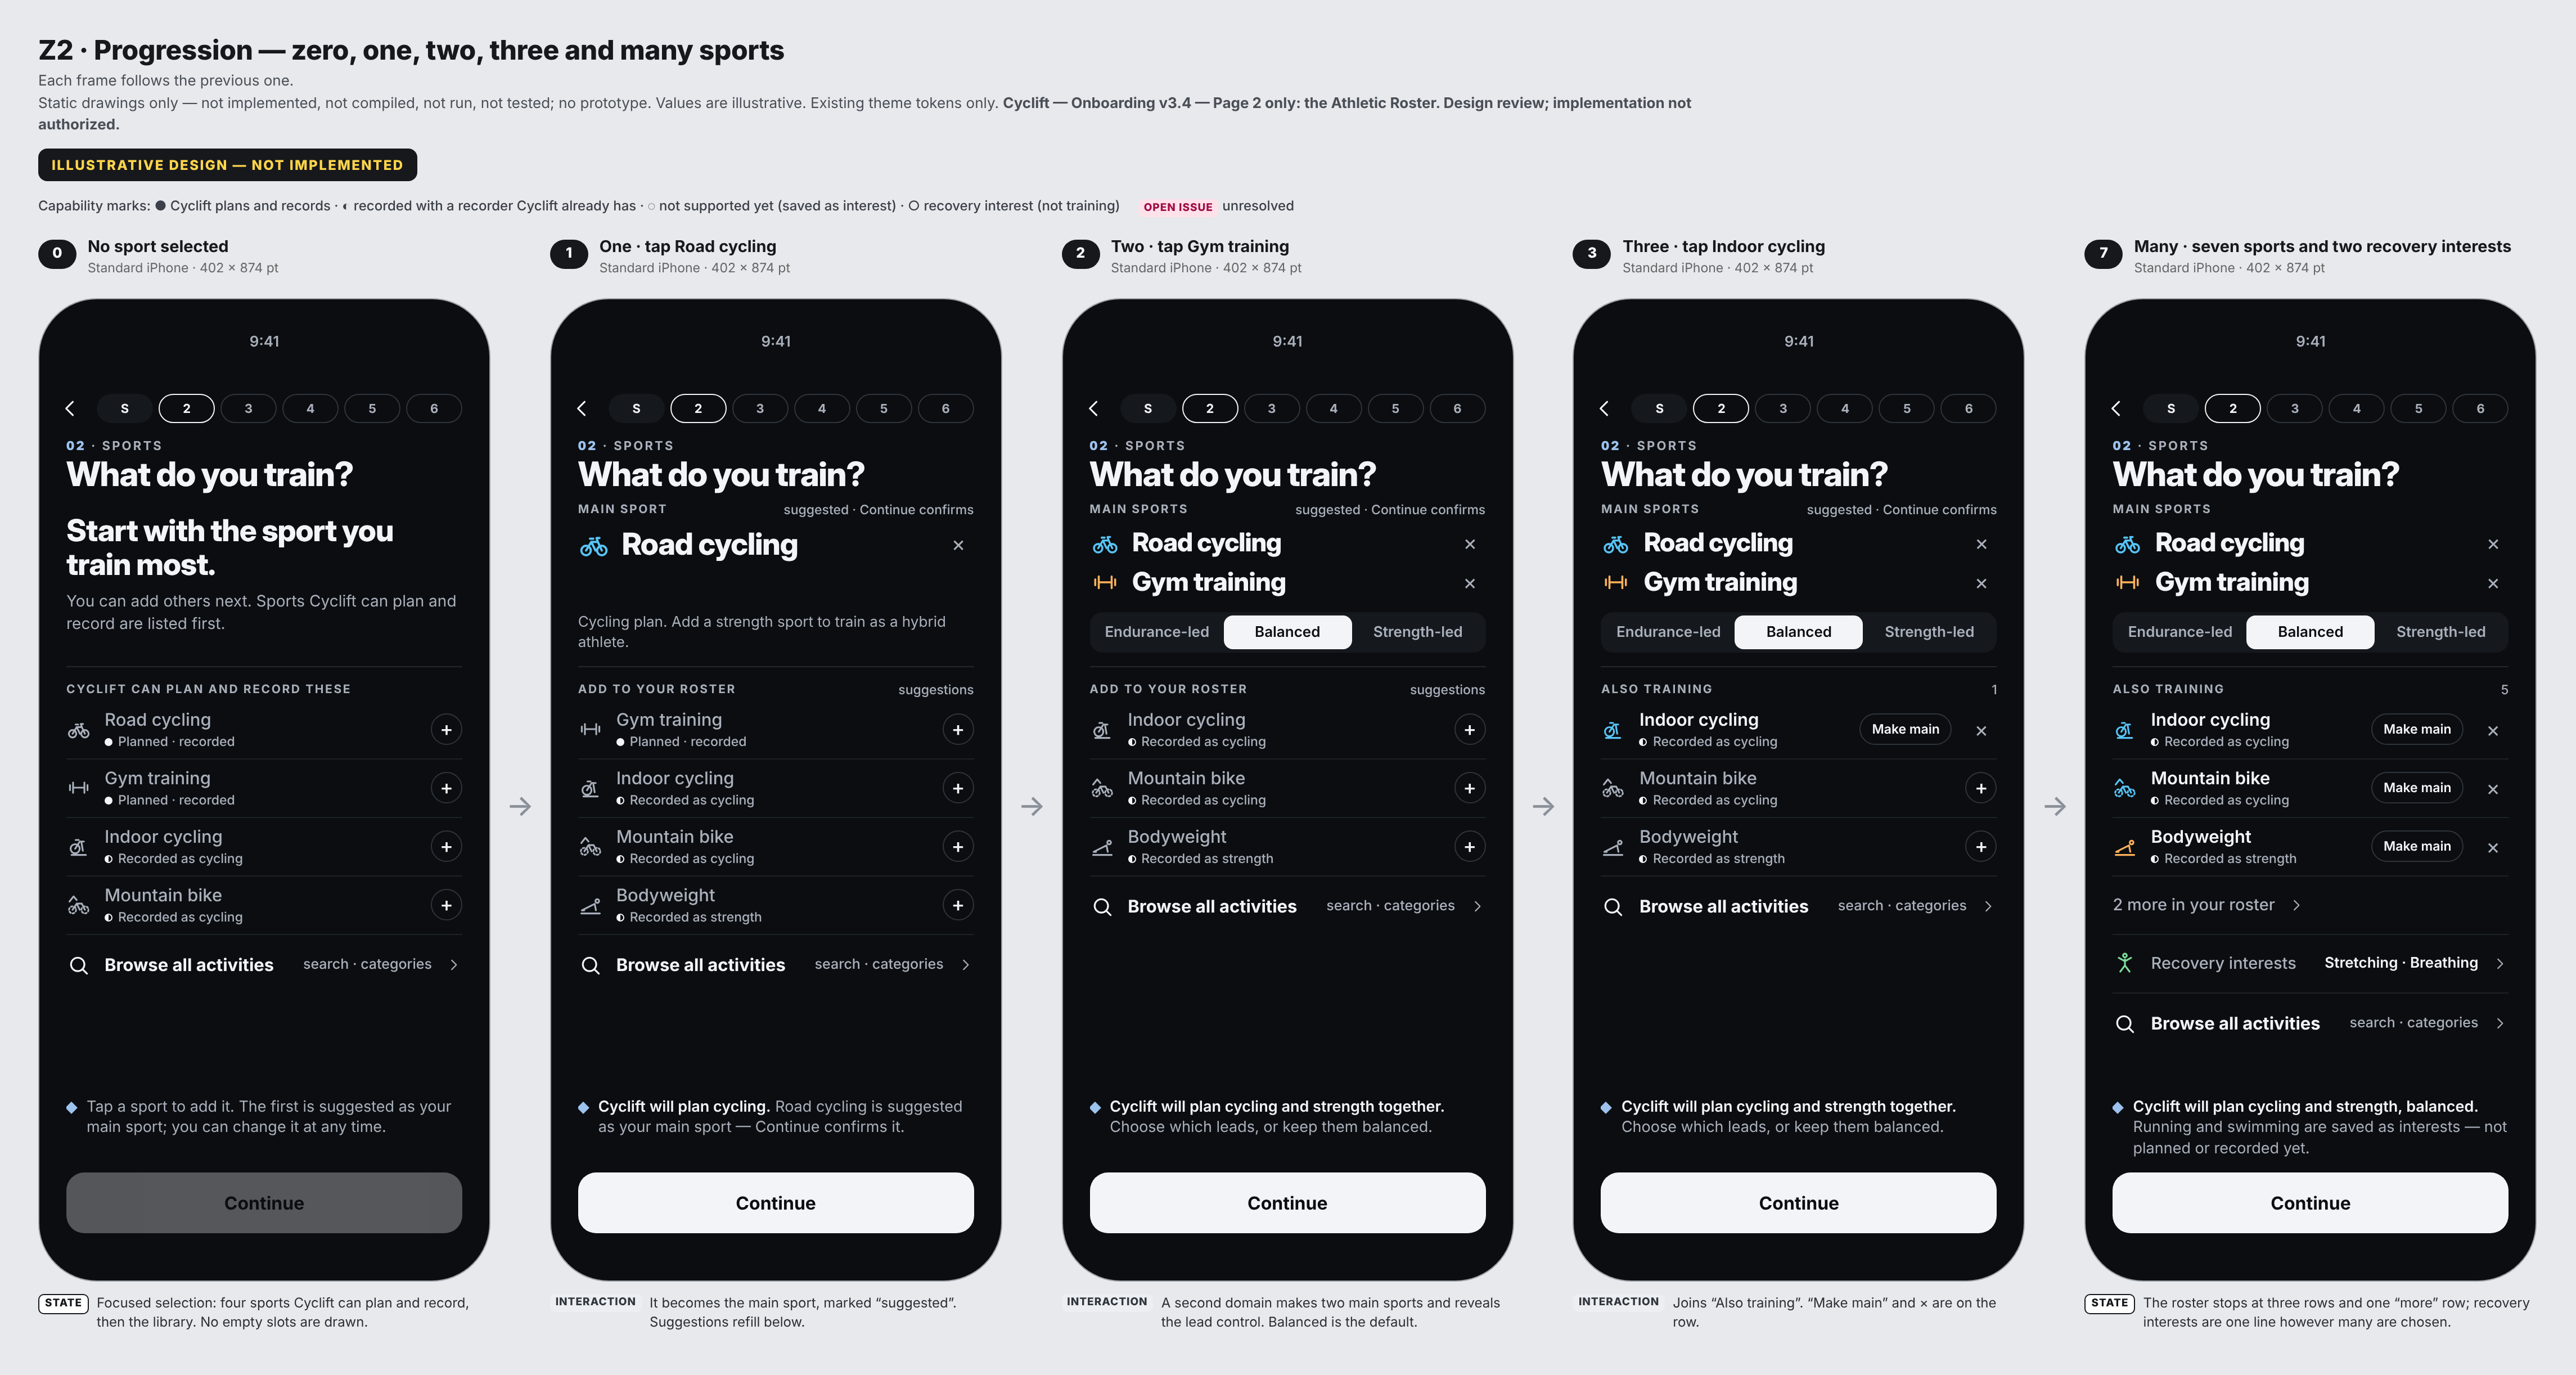 Z2 · Progression — zero, one, two, three and many sports
Each frame follows the previous one.
Static drawings only — not implemented, not compiled, not run, not tested; no prototype. Values are illustrative. Existing theme tokens only. Cyclift — Onboarding v3.4 — Page 2 only: the Athletic Roster. Design review; implementation not
authorized.
ILLUSTRATIVE DESIGN — NOT IMPLEMENTED
Capability marks: ● Cyclift plans and records · ◐ recorded with a recorder Cyclift already has · ○ not supported yet (saved as interest) · O recovery interest (not training) OPEN ISSUE unresolved
0 No sport selected
Standard iPhone · 402 × 874 pt
9:41
S 2 3 4 5 6
02 · SPORTS
What do you train?
Start with the sport you
train most.
You can add others next. Sports Cyclift can plan and
record are listed first.
CYCLIFT CAN PLAN AND RECORD THESE
Road cycling
● Planned · recorded +
Gym training
● Planned · recorded +
Indoor cycling
◐ Recorded as cycling +
Mountain bike
◐ Recorded as cycling +
Browse all activities search · categories >
◆ Tap a sport to add it. The first is suggested as your
main sport; you can change it at any time.
Continue
STATE Focused selection: four sports Cyclift can plan and record,
then the library. No empty slots are drawn.
1 One · tap Road cycling
Standard iPhone · 402 × 874 pt
9:41
S 2 3 4 5 6
02 · SPORTS
What do you train?
MAIN SPORT suggested · Continue confirms
Road cycling ×
Cycling plan. Add a strength sport to train as a hybrid
athlete.
ADD TO YOUR ROSTER suggestions
Gym training
● Planned · recorded +
Indoor cycling
◐ Recorded as cycling +
Mountain bike
◐ Recorded as cycling +
Bodyweight
◐ Recorded as strength +
Browse all activities search · categories >
◆ Cyclift will plan cycling. Road cycling is suggested
as your main sport — Continue confirms it.
Continue
INTERACTION It becomes the main sport, marked “suggested”.
Suggestions refill below.
2 Two · tap Gym training
Standard iPhone · 402 × 874 pt
9:41
S 2 3 4 5 6
02 · SPORTS
What do you train?
MAIN SPORTS suggested · Continue confirms
Road cycling ×
Gym training ×
Endurance-led Balanced Strength-led
ADD TO YOUR ROSTER suggestions
Indoor cycling
◐ Recorded as cycling +
Mountain bike
◐ Recorded as cycling +
Bodyweight
◐ Recorded as strength +
Browse all activities search · categories >
◆ Cyclift will plan cycling and strength together.
Choose which leads, or keep them balanced.
Continue
INTERACTION A second domain makes two main sports and reveals
the lead control. Balanced is the default.
3 Three · tap Indoor cycling
Standard iPhone · 402 × 874 pt
9:41
S 2 3 4 5 6
02 · SPORTS
What do you train?
MAIN SPORTS suggested · Continue confirms
Road cycling ×
Gym training ×
Endurance-led Balanced Strength-led
ALSO TRAINING 1
Indoor cycling Make main ×
◐ Recorded as cycling
Mountain bike
◐ Recorded as cycling +
Bodyweight
◐ Recorded as strength +
Browse all activities search · categories >
◆ Cyclift will plan cycling and strength together.
Choose which leads, or keep them balanced.
Continue
INTERACTION Joins “Also training”. “Make main” and × are on the
row.
7 Many · seven sports and two recovery interests
Standard iPhone · 402 × 874 pt
9:41
S 2 3 4 5 6
02 · SPORTS
What do you train?
MAIN SPORTS
Road cycling ×
Gym training ×
Endurance-led Balanced Strength-led
ALSO TRAINING 5
Indoor cycling Make main ×
◐ Recorded as cycling
Mountain bike Make main ×
◐ Recorded as cycling
Bodyweight Make main ×
◐ Recorded as strength
2 more in your roster >
Recovery interests Stretching · Breathing >
Browse all activities search · categories >
◆ Cyclift will plan cycling and strength, balanced.
Running and swimming are saved as interests — not
planned or recorded yet.
Continue
STATE The roster stops at three rows and one “more” row; recovery
interests are one line however many are chosen.